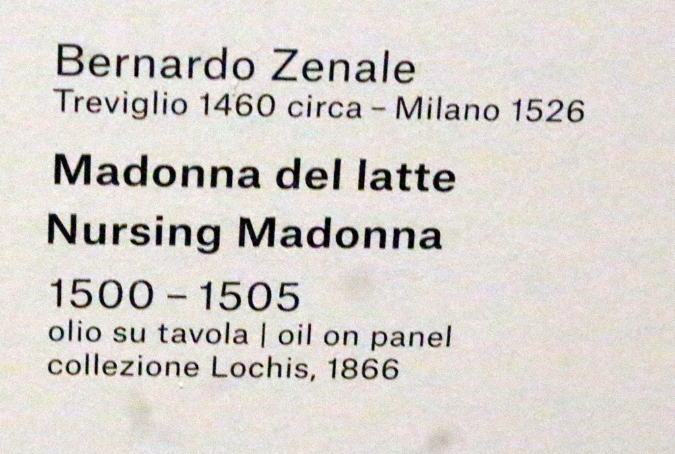 Bernardo Zenale
Treviglio 1460 circa – Milano 1526
Madonna del latte
Nursing Madonna
1500 – 1505
olio su tavola | oil on panel
collezione Lochis, 1866